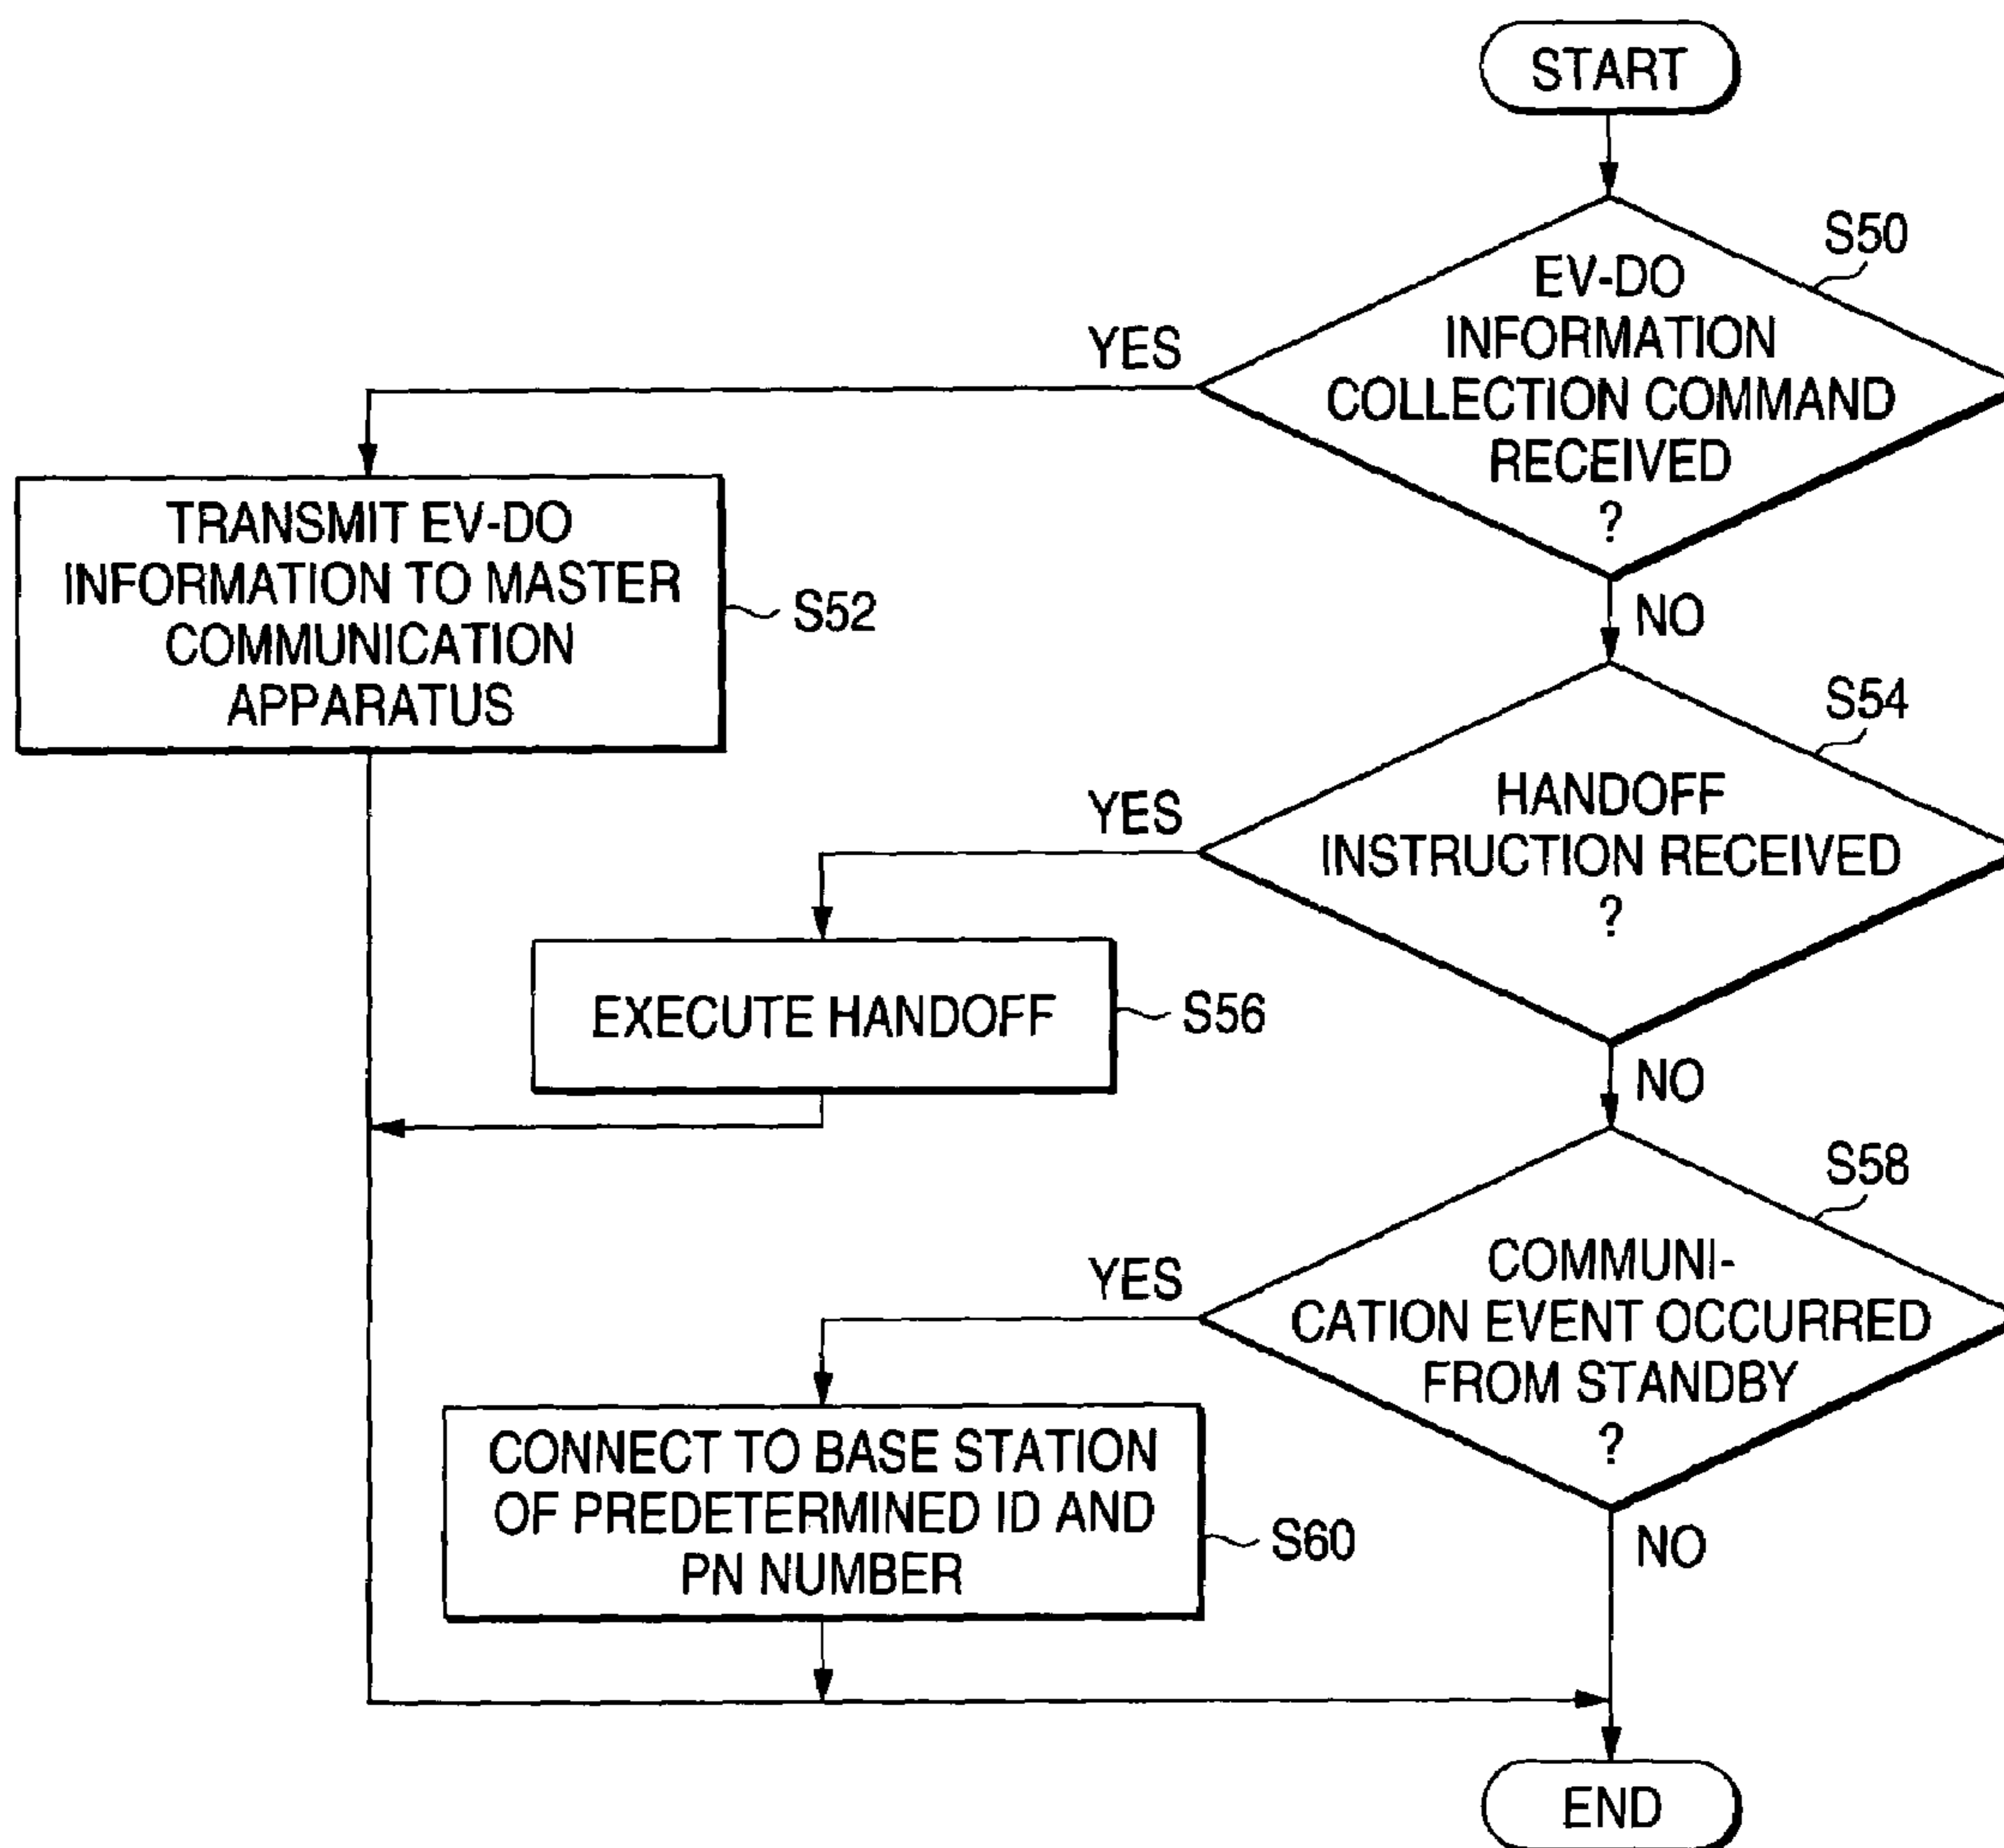 START
S50
EV-DO
INFORMATION
COLLECTION COMMAND
RECEIVED
?
YES
NO
TRANSMIT EV-DO
INFORMATION TO MASTER
COMMUNICATION
APPARATUS
S52
S54
HANDOFF
INSTRUCTION RECEIVED
?
YES
NO
EXECUTE HANDOFF
S56
S58
COMMUNI-
CATION EVENT OCCURRED
FROM STANDBY
?
YES
NO
CONNECT TO BASE STATION
OF PREDETERMINED ID AND
PN NUMBER
S60
END